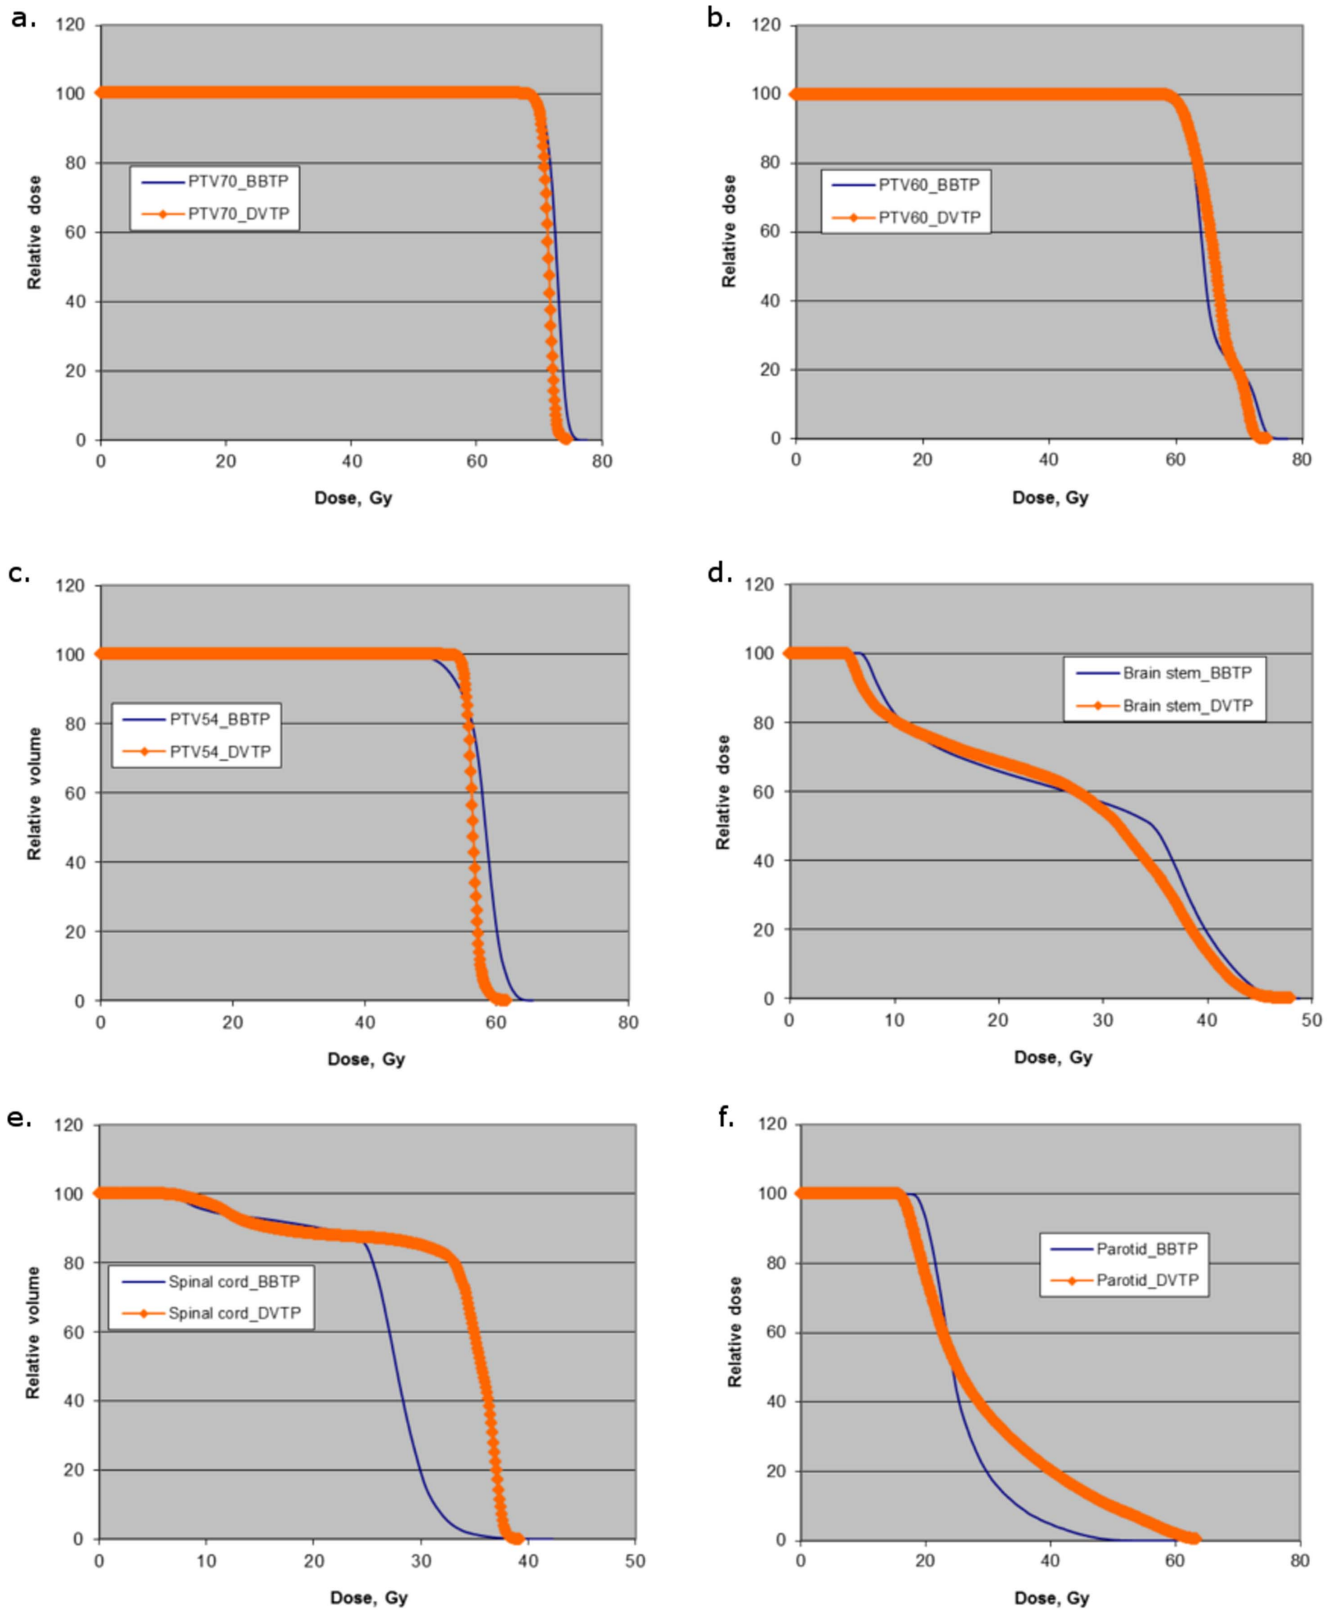 a.
120
100
80
60
40
20
0
Relative dose
PTV70_BBTP
PTV70_DVTP
0 20 40 60 80
Dose, Gy
b.
120
100
80
60
40
20
0
Relative dose
PTV60_BBTP
PTV60_DVTP
0 20 40 60 80
Dose, Gy
c.
120
100
80
60
40
20
0
Relative volume
PTV54_BBTP
PTV54_DVTP
0 20 40 60 80
Dose, Gy
d.
120
100
80
60
40
20
0
Relative dose
Brain stem_BBTP
Brain stem_DVTP
0 10 20 30 40 50
Dose, Gy
e.
120
100
80
60
40
20
0
Relative volume
Spinal cord_BBTP
Spinal cord_DVTP
0 10 20 30 40 50
Dose, Gy
f.
120
100
80
60
40
20
0
Relative dose
Parotid_BBTP
Parotid_DVTP
0 20 40 60 80
Dose, Gy